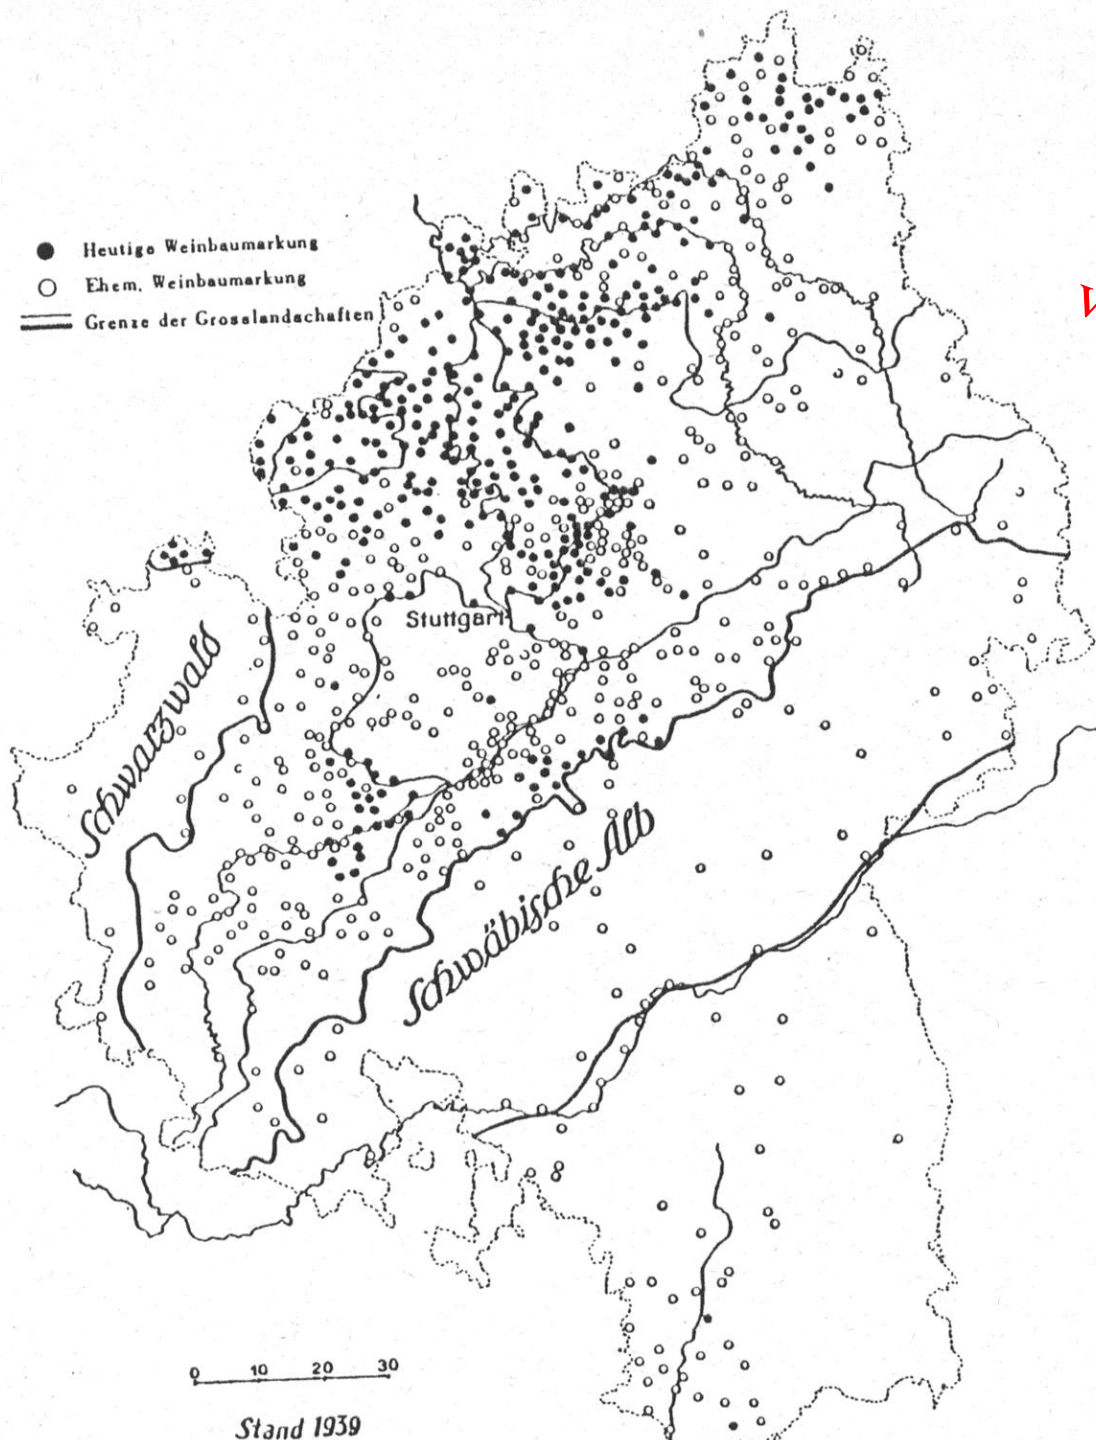 Heutige Weinbaumarkung
Ehem. Weinbaumarkung
Grenze der Grosslandschaften
Stuttgart
Schwarzwald
Schwäbische Alb
0 10 20 30
Stand 1939